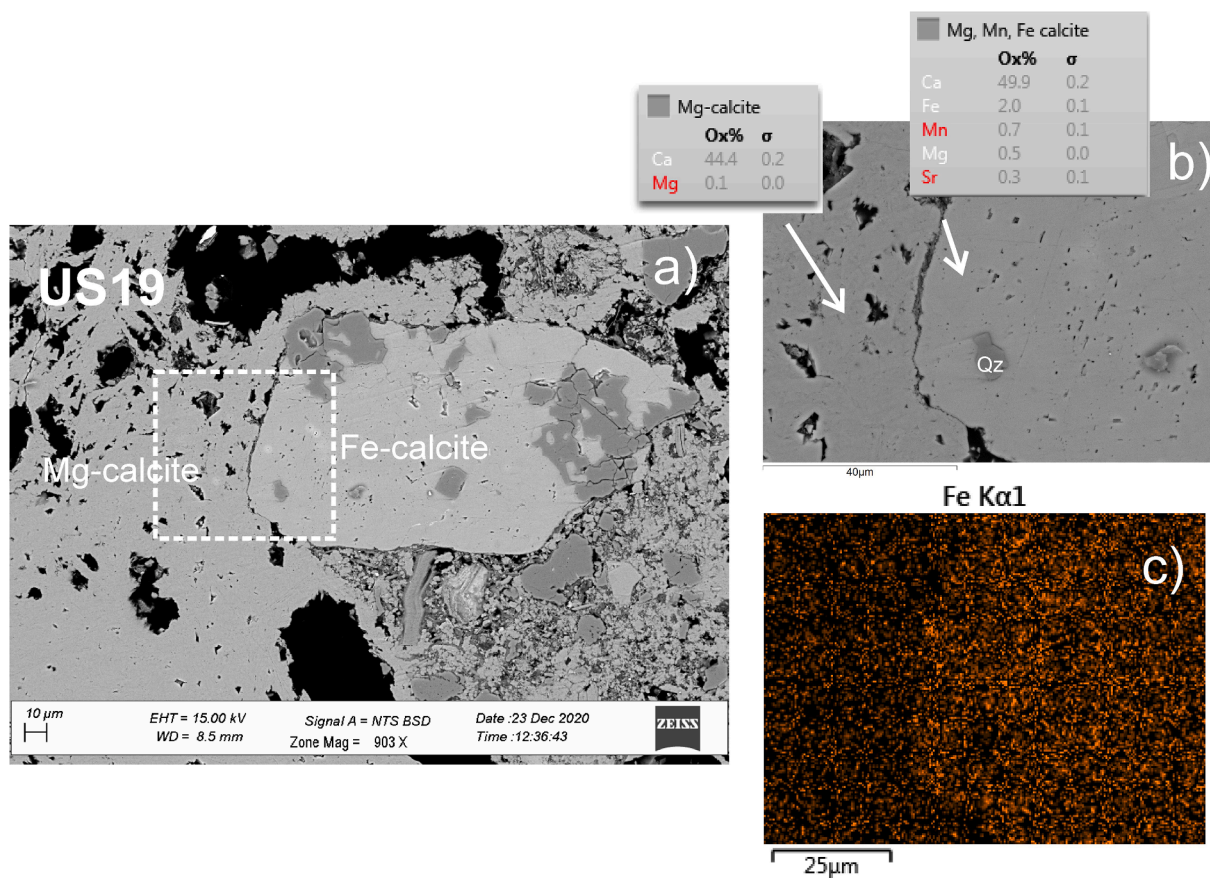 Mg, Mn, Fe calcite
Ox% σ
Ca 49.9 0.2
Fe 2.0 0.1
Mn 0.7 0.1
Mg 0.5 0.0
Sr 0.3 0.1
Mg-calcite
Ox% σ
Ca 44.4 0.2
Mg 0.1 0.0
b)
Qz
40µm
US19
a)
Mg-calcite
Fe-calcite
10 µm
EHT = 15.00 kV
WD = 8.5 mm
Signal A = NTS BSD
Zone Mag = 903 X
Date :23 Dec 2020
Time :12:36:43
ZEISS
Fe Kα1
c)
25µm